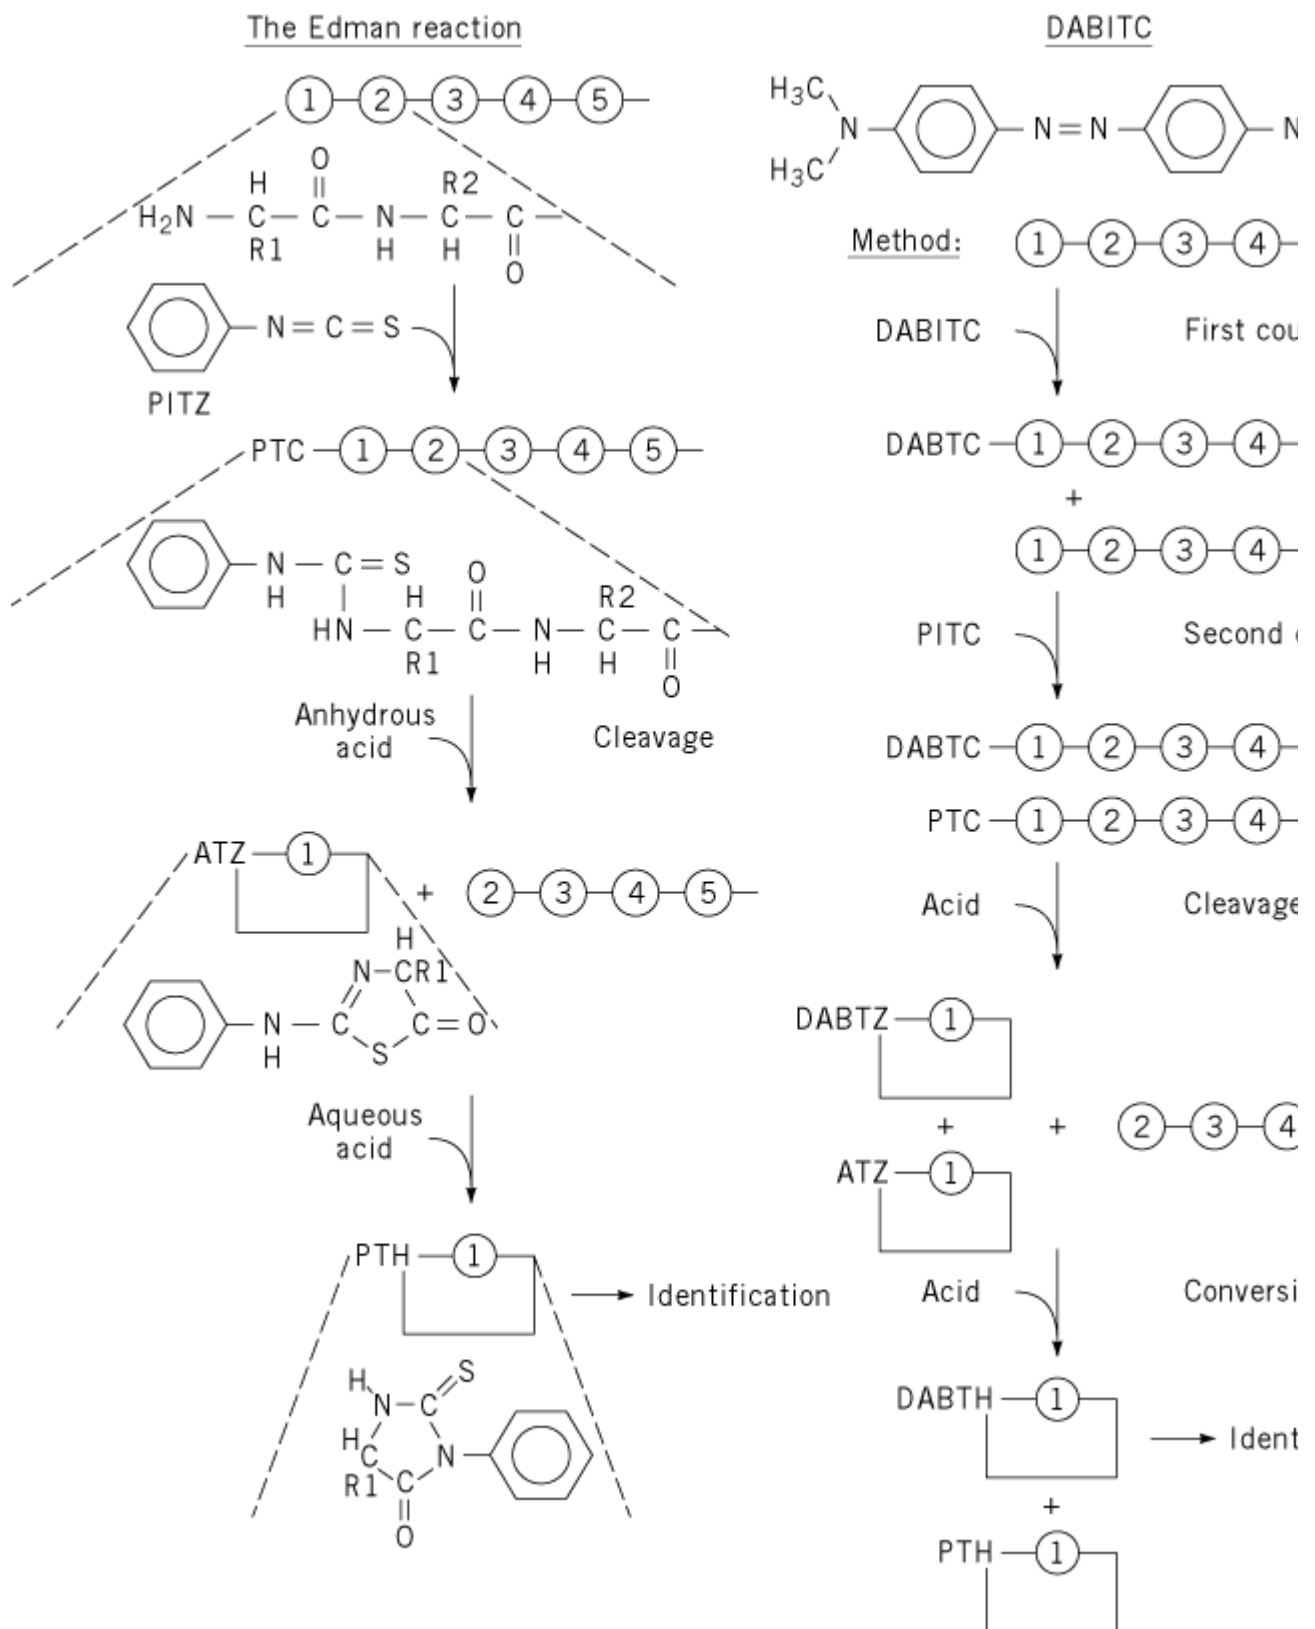 The Edman reaction
1 2 3 4 5
O
H R2
H₂N — C — C — N — C — C —
R1 H H O
N = C = S
PITZ
PTC 1 2 3 4 5
N — C = S
H
H O R2
HN — C — C — N — C — C —
R1 H H O
Anhydrous
acid
Cleavage
ATZ 1 + 2 3 4 5
H
N — CR1
N — C C = O
H S
Aqueous
acid
PTH 1
Identification
H S
N — C
H
C N
R1 C
O
DABITC
H₃C
N N = N N
H₃C
Method: 1 2 3 4
DABITC First cou
DABTC 1 2 3 4
+
1 2 3 4
PITC Second
DABTC 1 2 3 4
PTC 1 2 3 4
Acid Cleavage
DABTZ 1
+ + 2 3 4
ATZ 1
Acid Conversi
DABTH 1
Ident
+
PTH 1